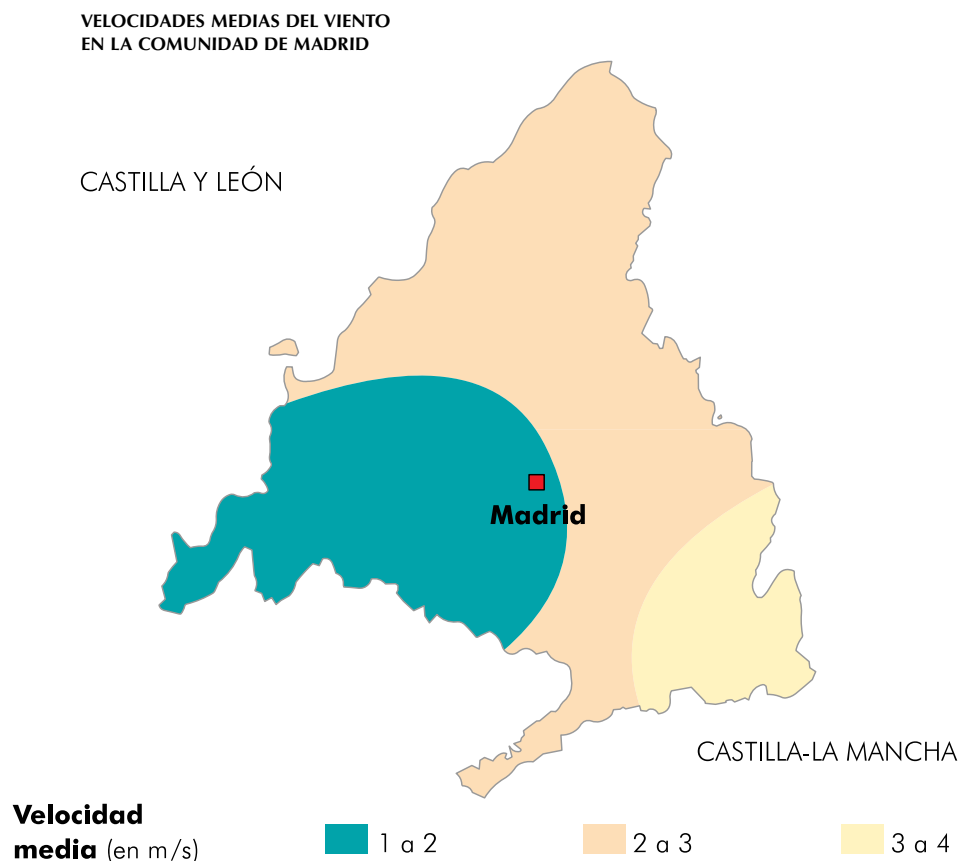 VELOCIDADES MEDIAS DEL VIENTO
EN LA COMUNIDAD DE MADRID
CASTILLA Y LEÓN
Madrid
CASTILLA-LA MANCHA
Velocidad
media (en m/s)
1 a 2
2 a 3
3 a 4